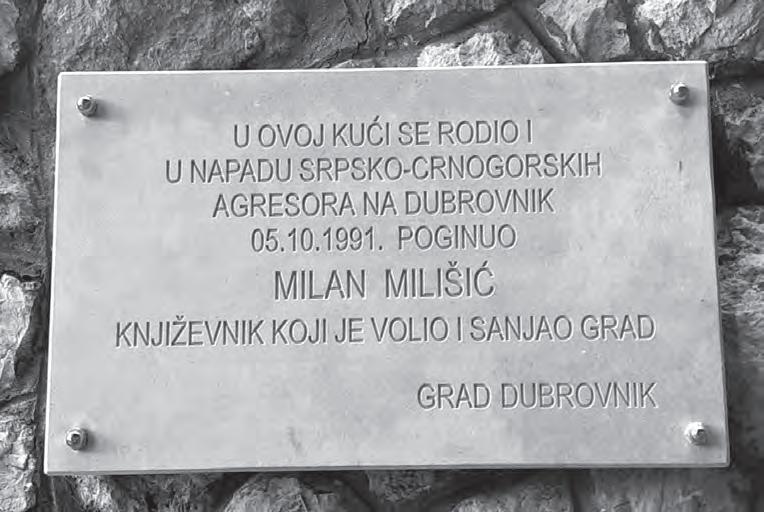 U OVOJ KUĆI SE RODIO I
U NAPADU SRPSKO-CRNOGORSKIH
AGRESORA NA DUBROVNIK
05.10.1991. POGINUO
MILAN MILIŠIĆ
KNJIŽEVNIK KOJI JE VOLIO I SANJAO GRAD
GRAD DUBROVNIK